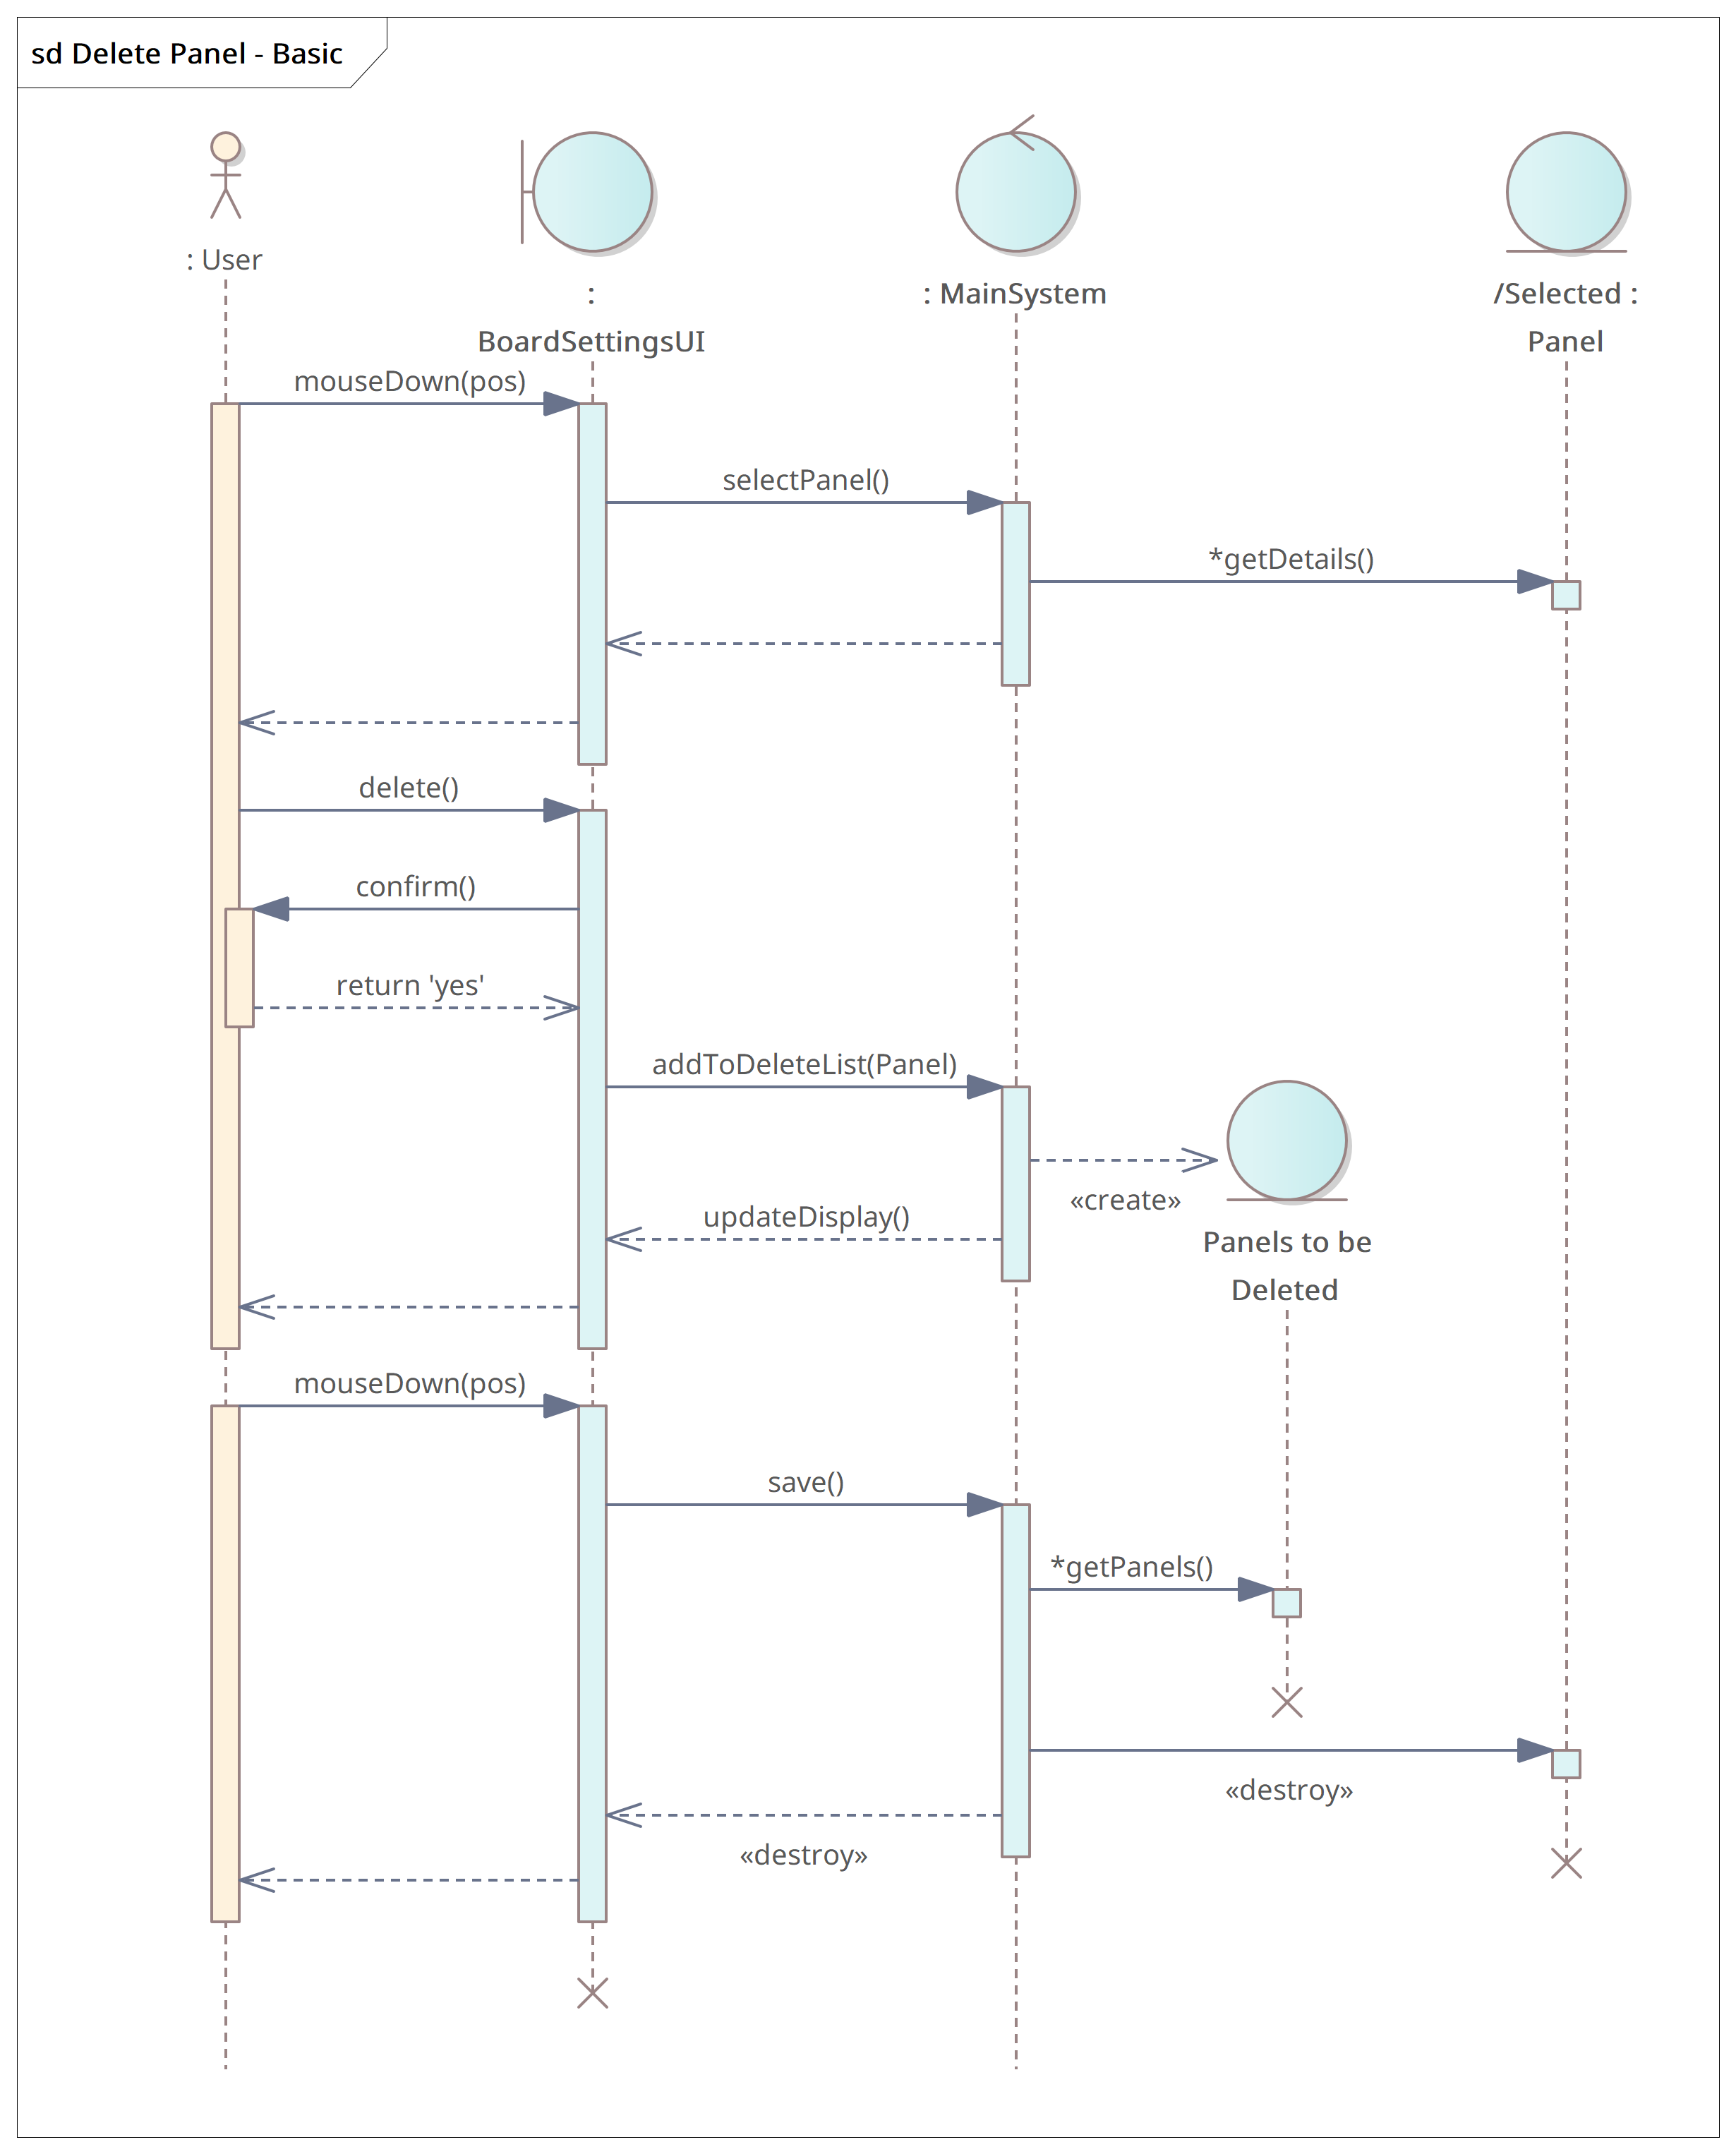 sd Delete Panel - Basic
: User
:
BoardSettingsUI
: MainSystem
/Selected :
Panel
mouseDown(pos)
selectPanel()
*getDetails()
delete()
confirm()
return 'yes'
addToDeleteList(Panel)
«create»
updateDisplay()
Panels to be
Deleted
mouseDown(pos)
save()
*getPanels()
«destroy»
«destroy»